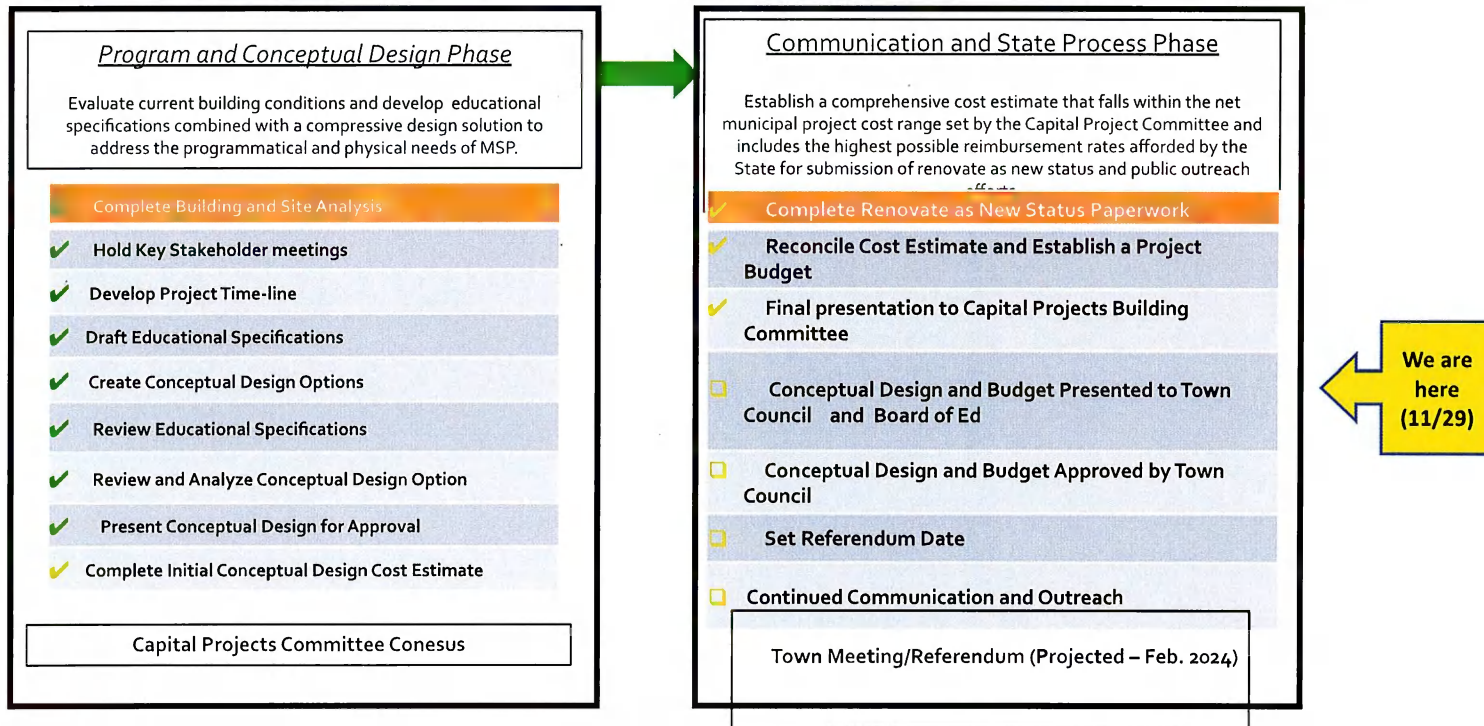 Program and Conceptual Design Phase
Evaluate current building conditions and develop educational
specifications combined with a compressive design solution to
address the programmatical and physical needs of MSP.
Complete Building and Site Analysis
✔ Hold Key Stakeholder meetings
✔ Develop Project Time-line
✔ Draft Educational Specifications
✔ Create Conceptual Design Options
✔ Review Educational Specifications
✔ Review and Analyze Conceptual Design Option
✔ Present Conceptual Design for Approval
✔ Complete Initial Conceptual Design Cost Estimate
Capital Projects Committee Conesus
Communication and State Process Phase
Establish a comprehensive cost estimate that falls within the net
municipal project cost range set by the Capital Project Committee and
includes the highest possible reimbursement rates afforded by the
State for submission of renovate as new status and public outreach
✔ Complete Renovate as New Status Paperwork
✔ Reconcile Cost Estimate and Establish a Project
Budget
✔ Final presentation to Capital Projects Building
Committee
❑ Conceptual Design and Budget Presented to Town
Council and Board of Ed
❑ Conceptual Design and Budget Approved by Town
Council
❑ Set Referendum Date
❑ Continued Communication and Outreach
Town Meeting/Referendum (Projected – Feb. 2024)
We are
here
(11/29)